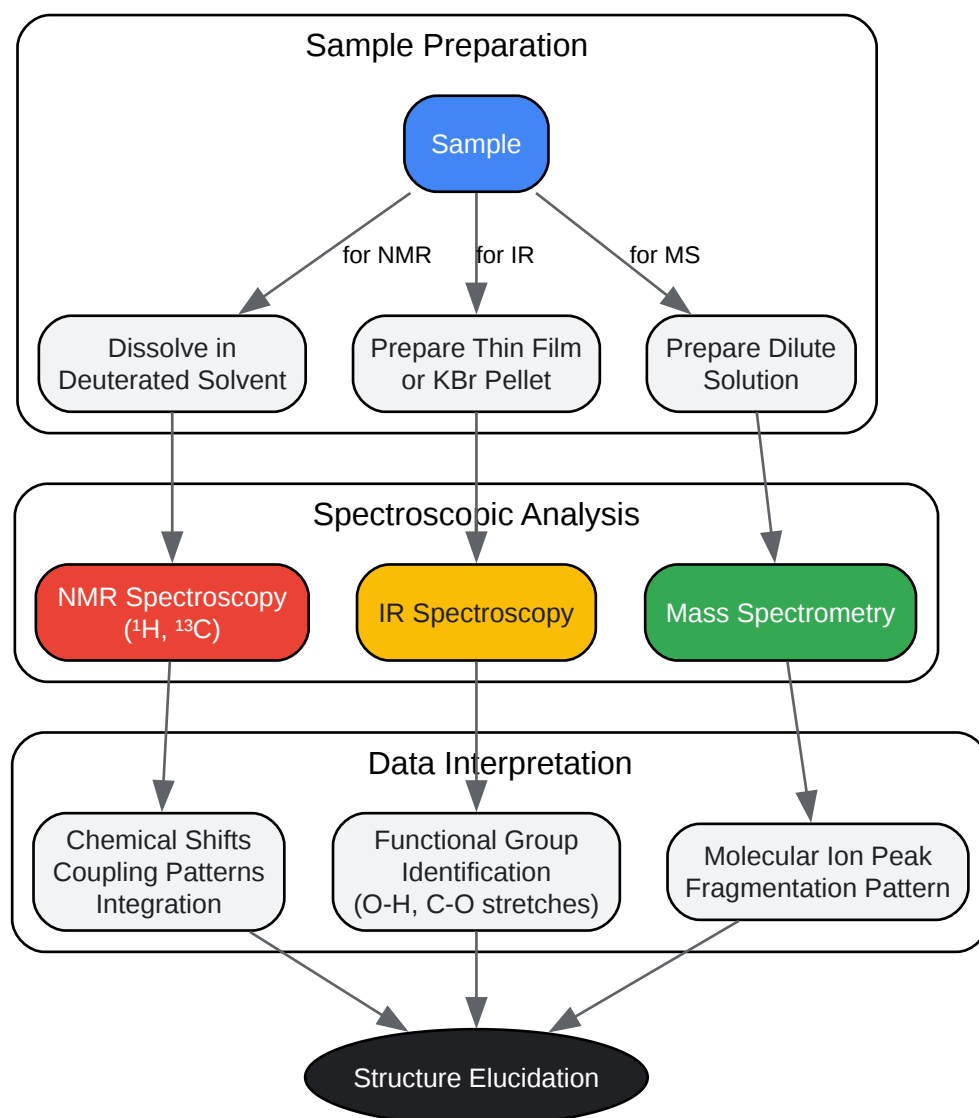 Sample Preparation
Sample
for NMR
for IR
for MS
Dissolve in
Deuterated Solvent
Prepare Thin Film
or KBr Pellet
Prepare Dilute
Solution
Spectroscopic Analysis
NMR Spectroscopy
(¹H, ¹³C)
IR Spectroscopy
Mass Spectrometry
Data Interpretation
Chemical Shifts
Coupling Patterns
Integration
Functional Group
Identification
(O-H, C-O stretches)
Molecular Ion Peak
Fragmentation Pattern
Structure Elucidation